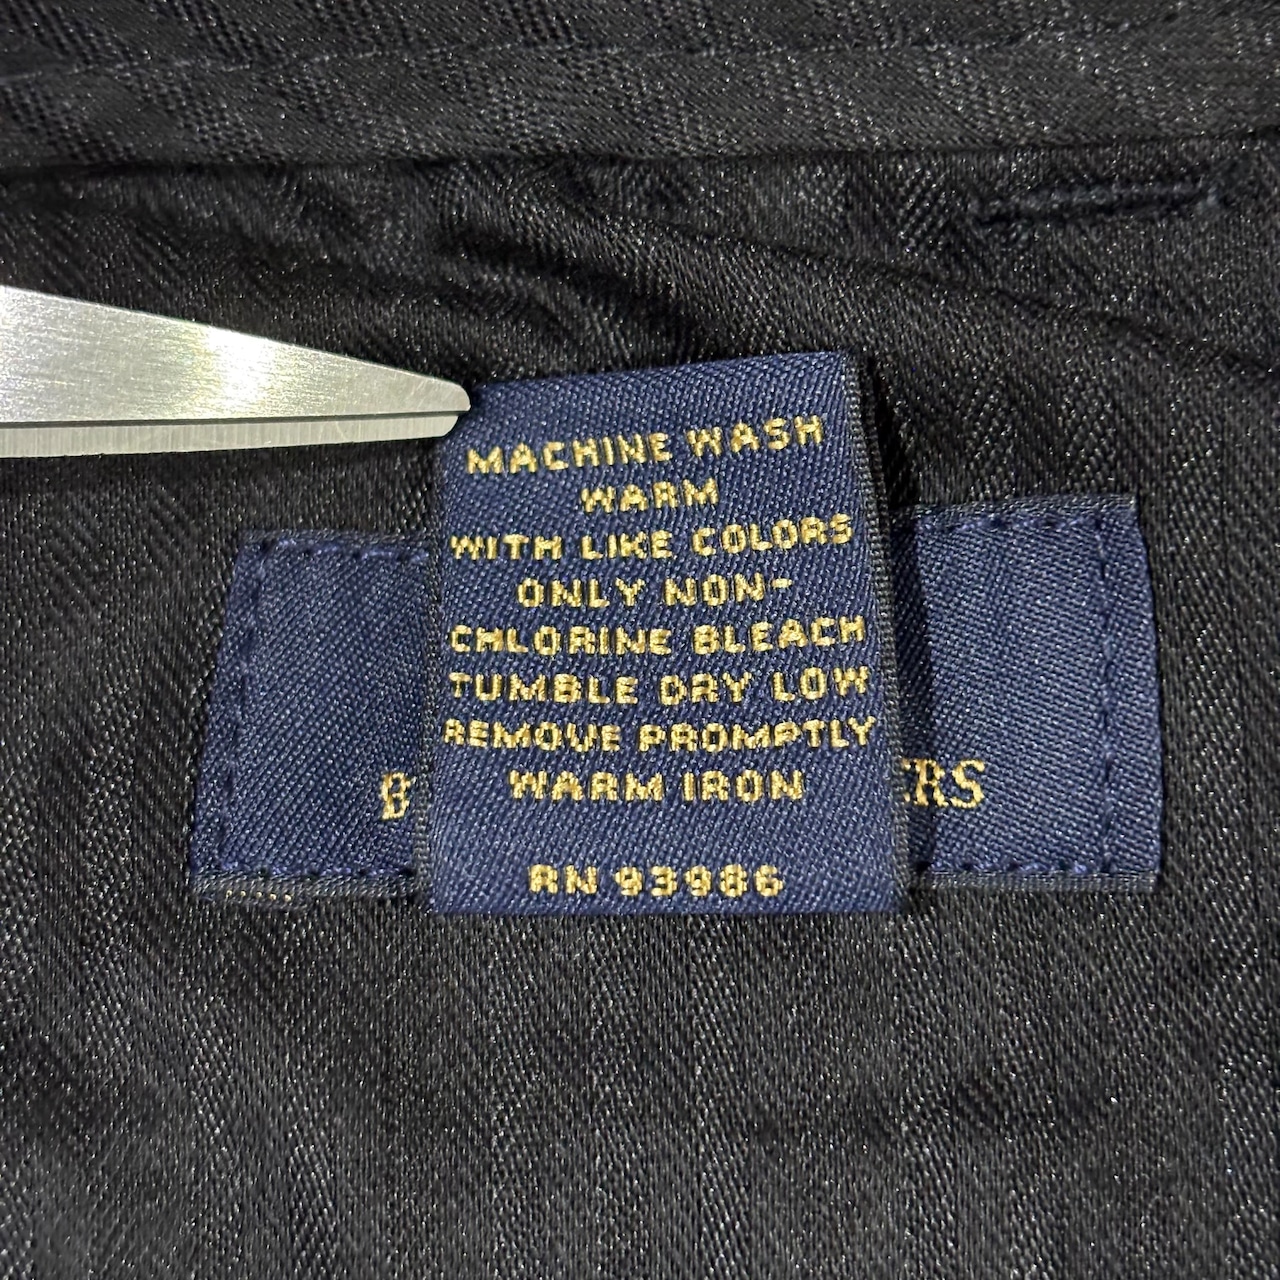 MACHINE WASH
WARM
WITH LIKE COLORS
ONLY NON-
CHLORINE BLEACH
TUMBLE DRY LOW
REMOVE PROMPTLY
WARM IRON
B ERS
RN 93986